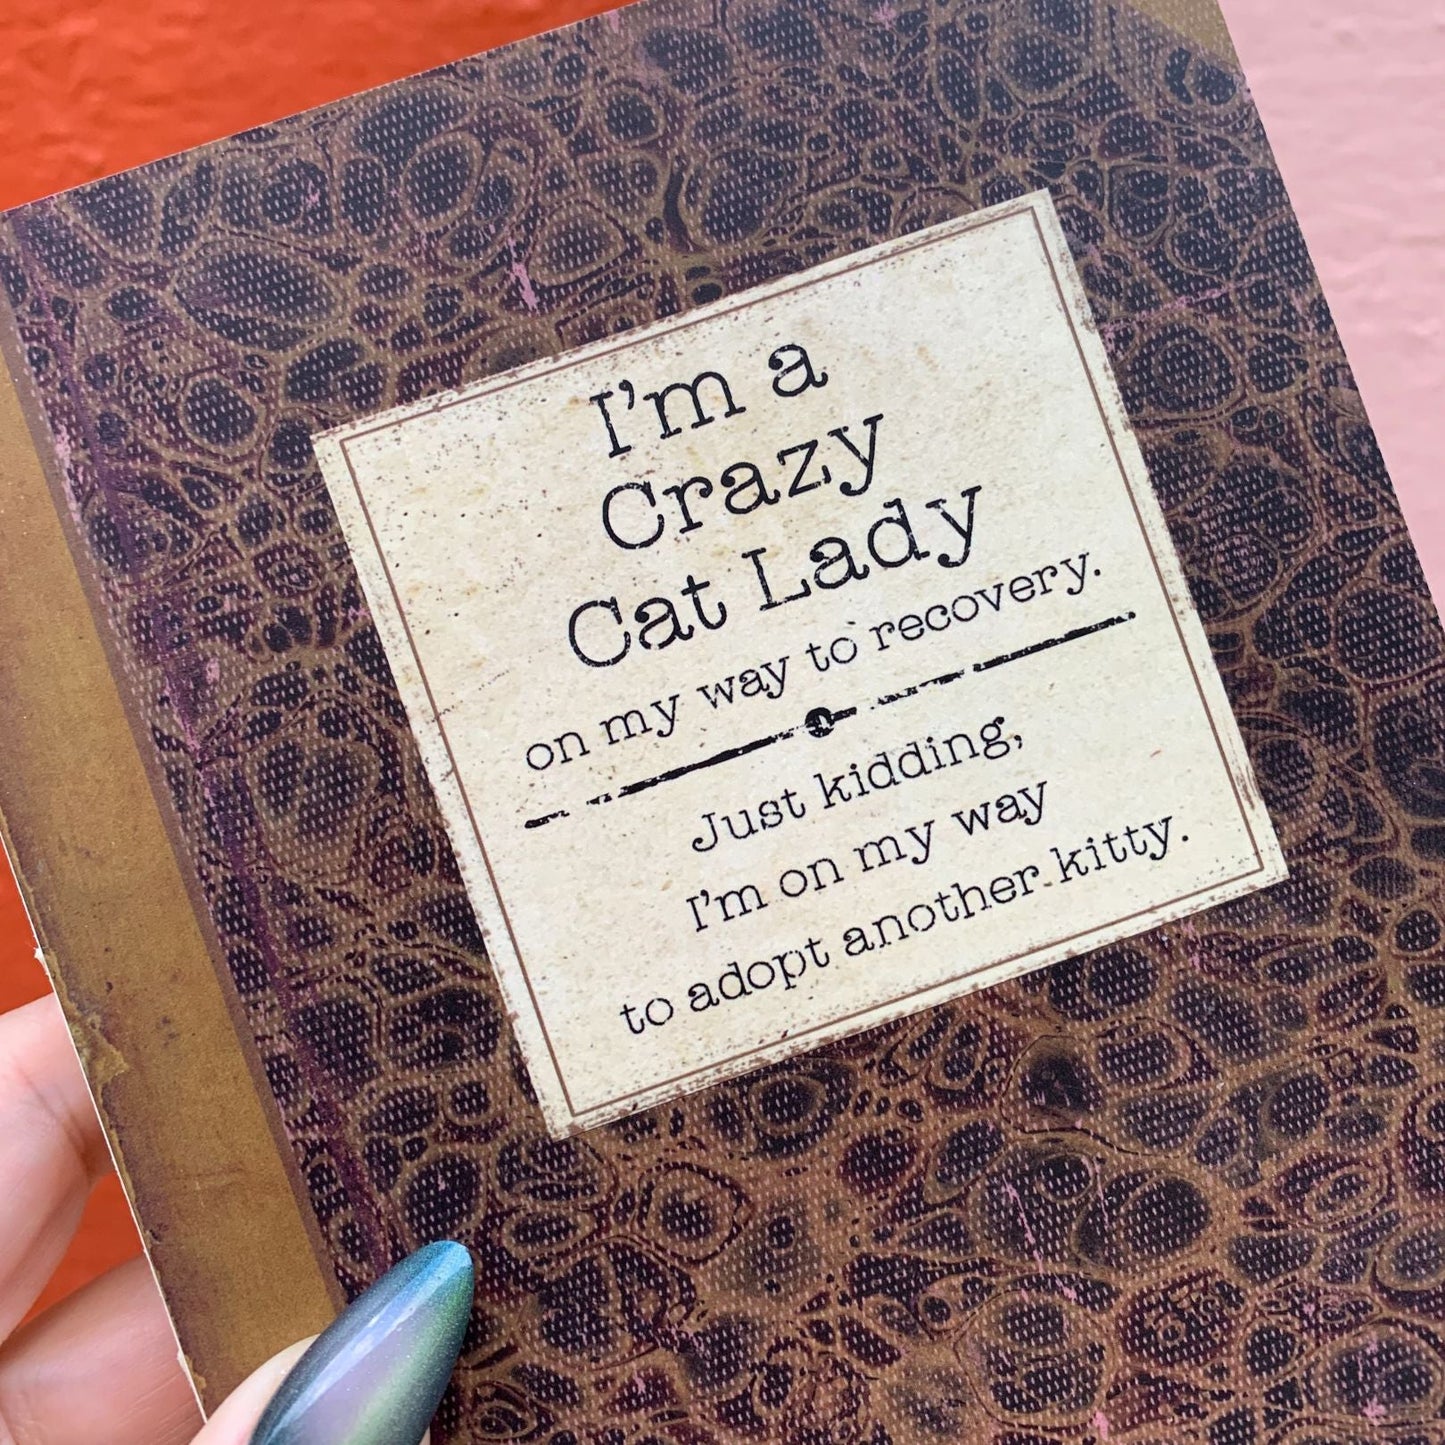 I'm a
Crazy
Cat Lady
on my way to recovery.
Just kidding,
I'm on my way
to adopt another kitty.